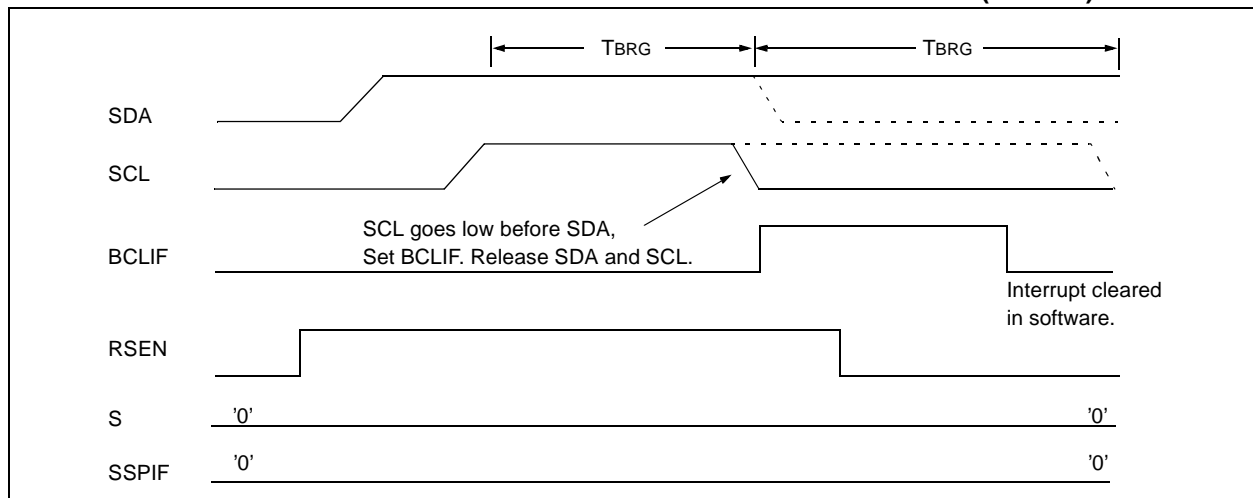 TBRG TBRG
SDA
SCL
SCL goes low before SDA,
Set BCLIF. Release SDA and SCL.
BCLIF
Interrupt cleared
in software.
RSEN
S '0' '0'
SSPIF '0' '0'